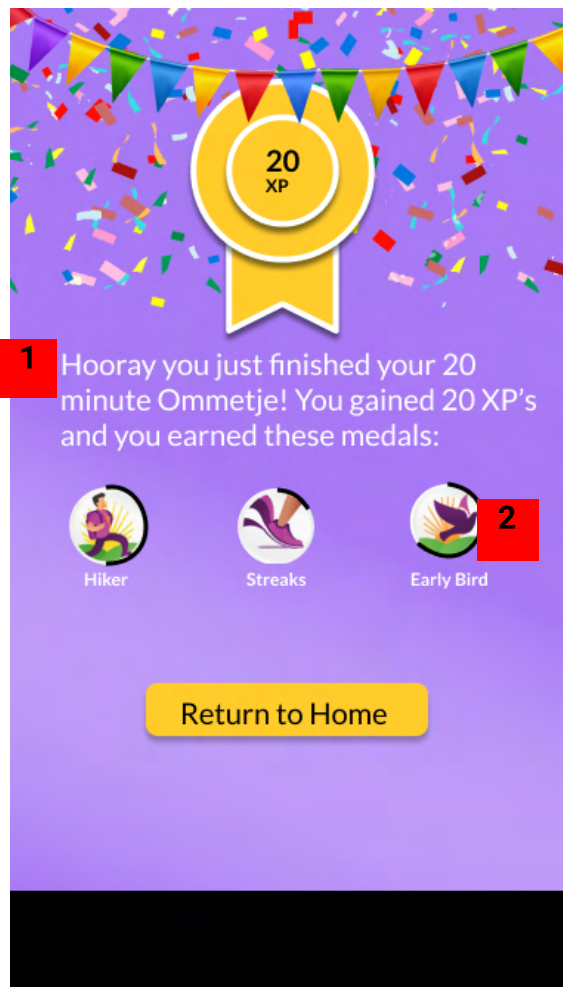 20
XP
1
Hooray you just finished your 20
minute Ommetje! You gained 20 XP's
and you earned these medals:
2
Hiker
Streaks
Early Bird
Return to Home